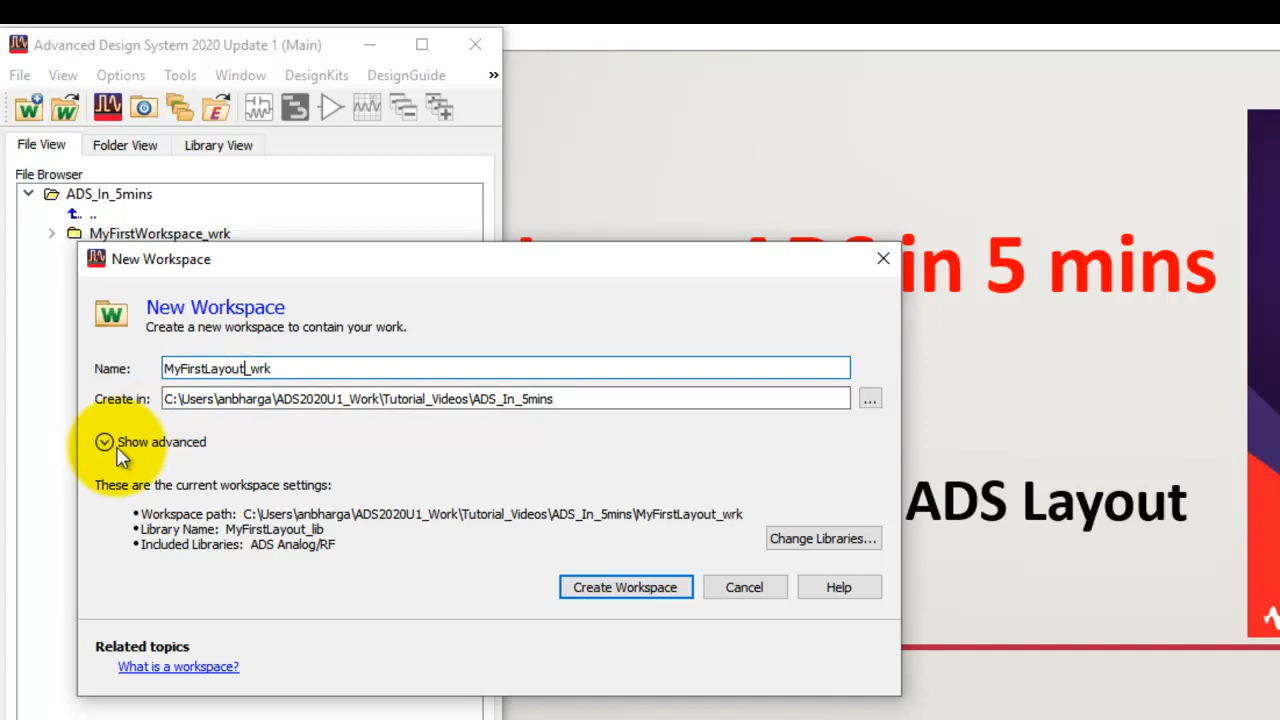 Advanced Design System 2020 Update 1 (Main)
File View Options Tools Window DesignKits DesignGuide »
File View Folder View Library View
File Browser
ADS_In_5mins
..
MyFirstWorkspace_wrk
in 5 mins
New Workspace
New Workspace
Create a new workspace to contain your work.
Name: MyFirstLayout_wrk
Create in: C:\Users\anbharga\ADS2020U1_Work\Tutorial_Videos\ADS_In_5mins ...
Show advanced
These are the current workspace settings:
• Workspace path: C:\Users\anbharga\ADS2020U1_Work\Tutorial_Videos\ADS_In_5mins\MyFirstLayout_wrk
• Library Name: MyFirstLayout_lib
• Included Libraries: ADS Analog/RF
Change Libraries...
ADS Layout
Create Workspace Cancel Help
Related topics
What is a workspace?